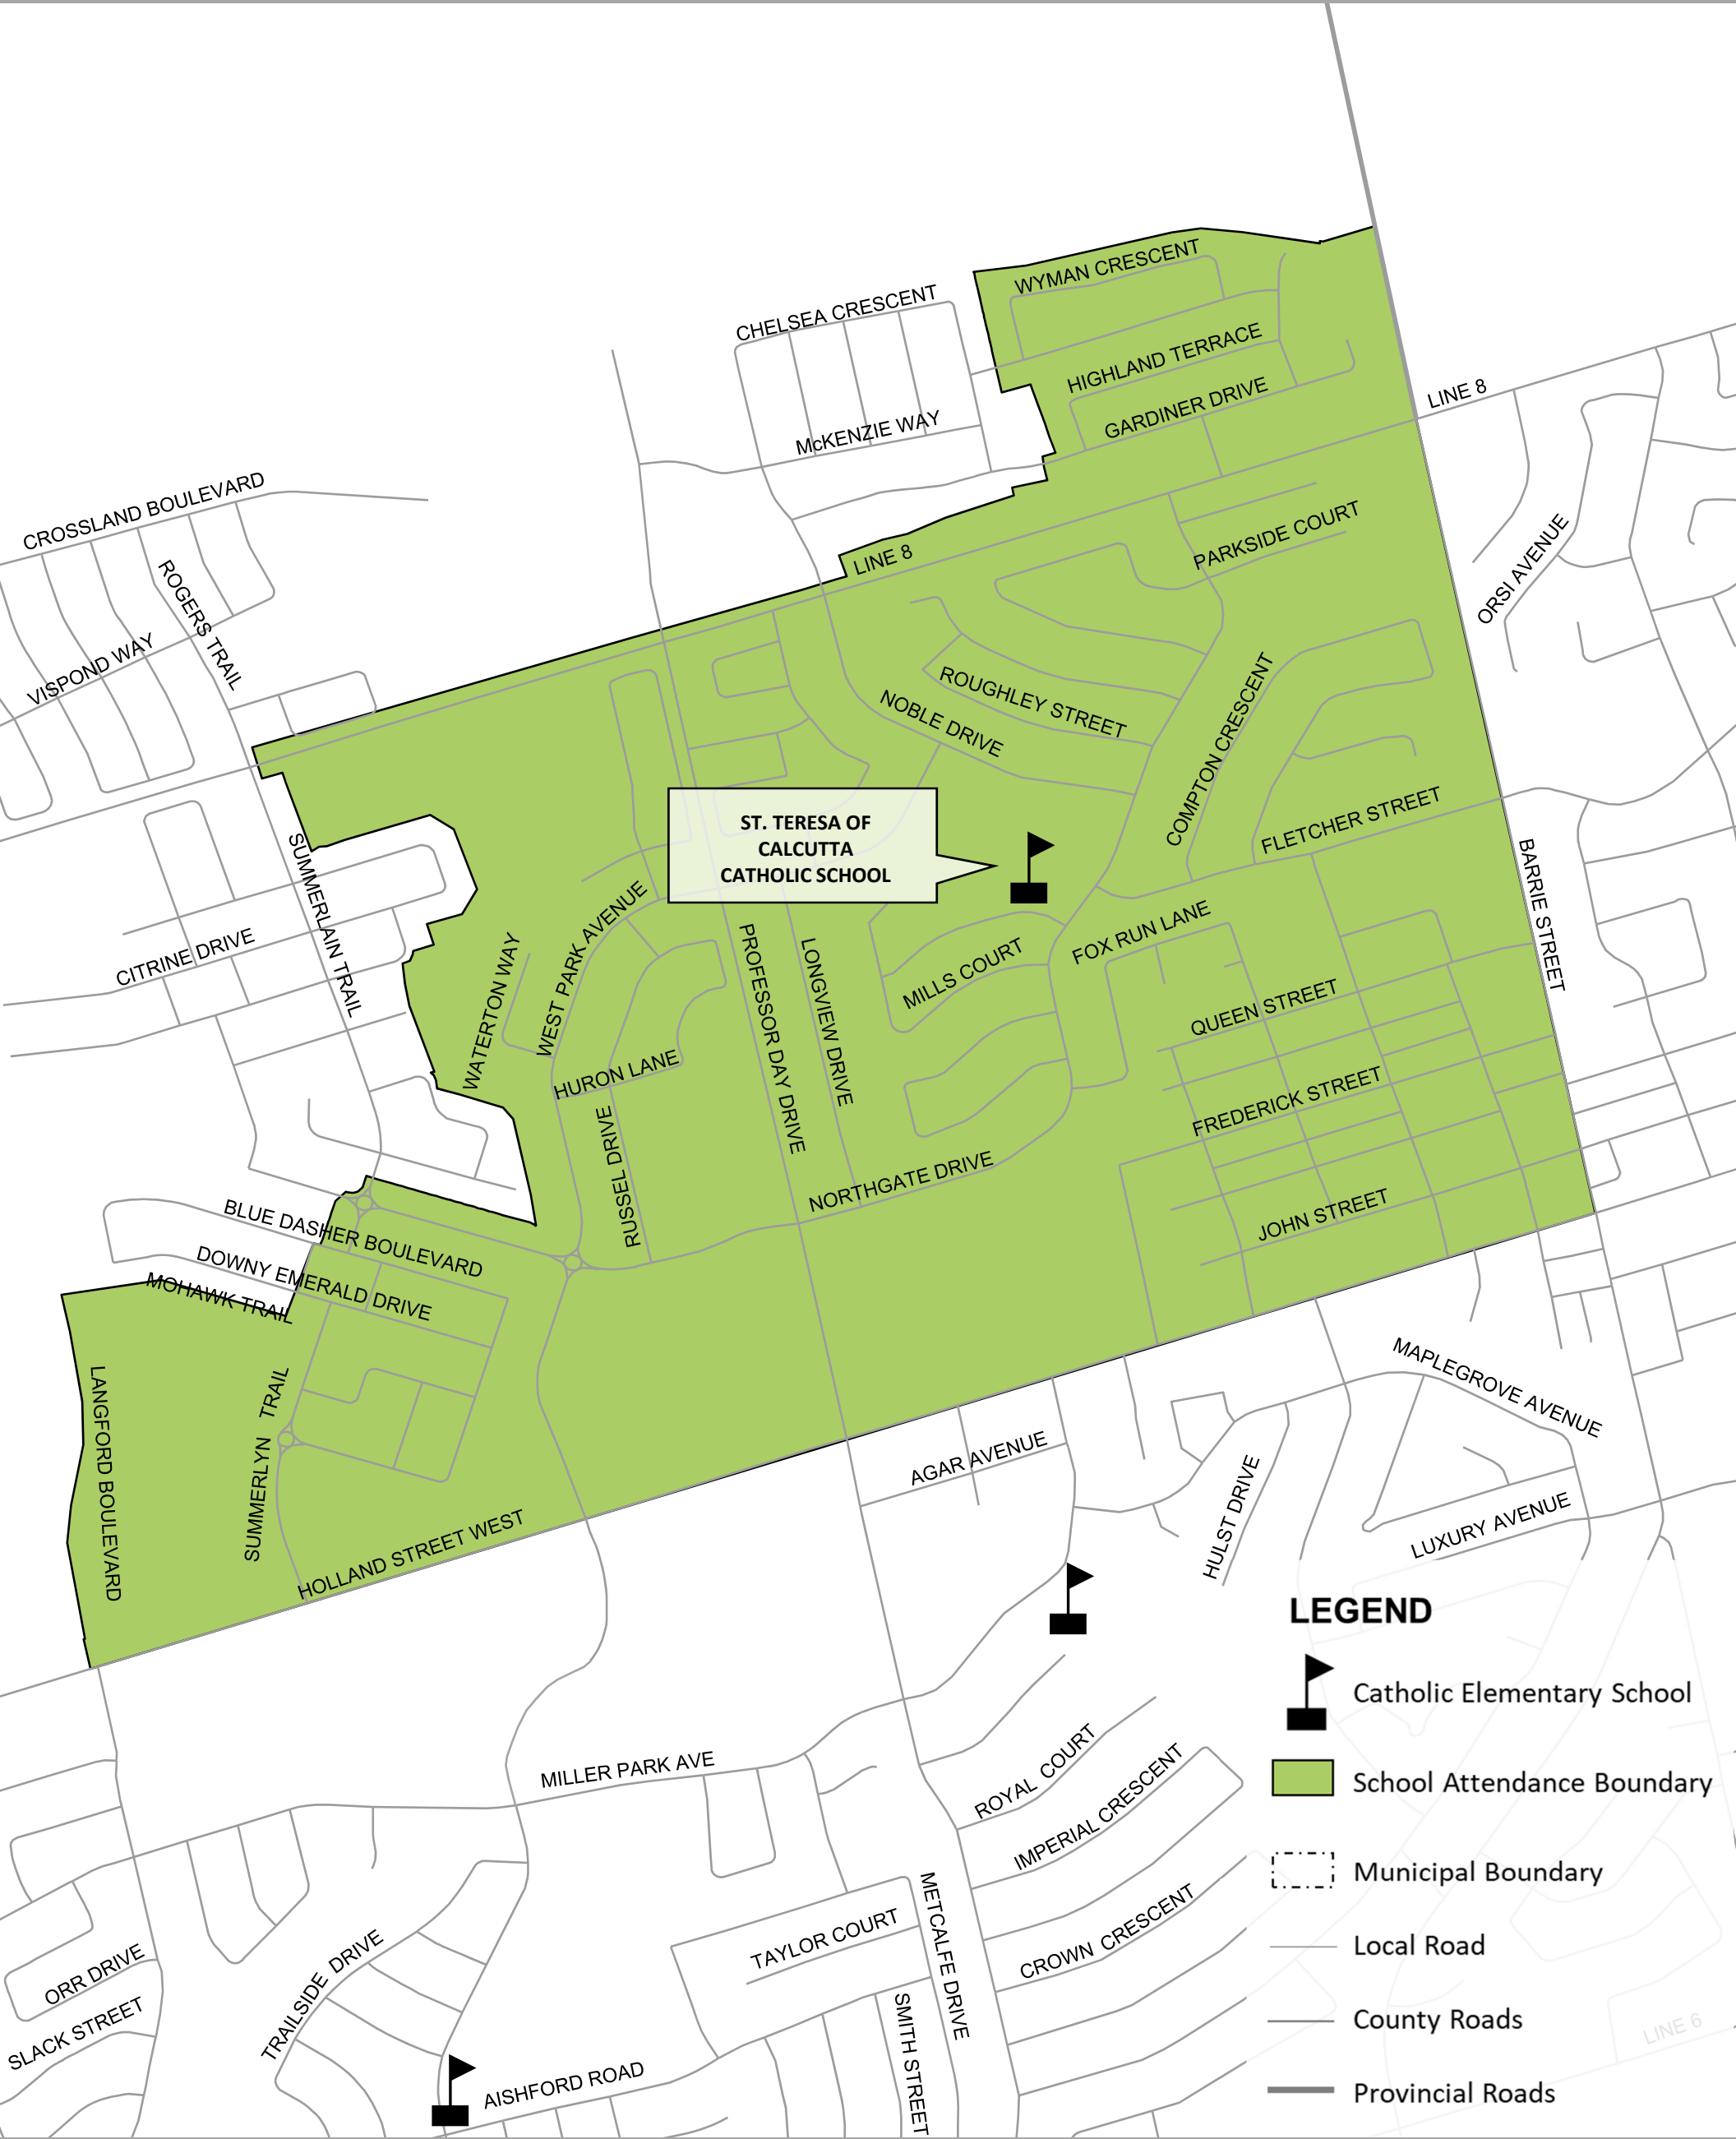 WYMAN CRESCENT
CHELSEA CRESCENT
HIGHLAND TERRACE
GARDINER DRIVE
LINE 8
McKENZIE WAY
CROSSLAND BOULEVARD
PARKSIDE COURT
ORSI AVENUE
LINE 8
ROGERS TRAIL
VISPOND WAY
ROUGHLEY STREET
NOBLE DRIVE
COMPTON CRESCENT
FLETCHER STREET
ST. TERESA OF
CALCUTTA
CATHOLIC SCHOOL
SUMMERLAIN TRAIL
BARRIE STREET
WEST PARK AVENUE
FOX RUN LANE
CITRINE DRIVE
WATERTON WAY
PROFESSOR DAY DRIVE
LONGVIEW DRIVE
MILLS COURT
QUEEN STREET
HURON LANE
FREDERICK STREET
RUSSEL DRIVE
NORTHGATE DRIVE
JOHN STREET
BLUE DASHER BOULEVARD
DOWNY EMERALD DRIVE
MOHAWK TRAIL
MAPLEGROVE AVENUE
LANGFORD BOULEVARD
SUMMERLYN TRAIL
AGAR AVENUE
HULST DRIVE
LUXURY AVENUE
HOLLAND STREET WEST
LEGEND
Catholic Elementary School
School Attendance Boundary
Municipal Boundary
Local Road
County Roads
Provincial Roads
MILLER PARK AVE
ROYAL COURT
IMPERIAL CRESCENT
METCALFE DRIVE
TAYLOR COURT
CROWN CRESCENT
ORR DRIVE
TRAILSIDE DRIVE
SLACK STREET
SMITH STREET
LINE 6
AISHFORD ROAD